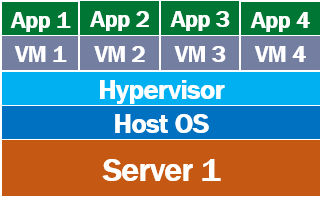 App 1 App 2 App 3 App 4
VM 1 VM 2 VM 3 VM 4
Hypervisor
Host OS
Server 1